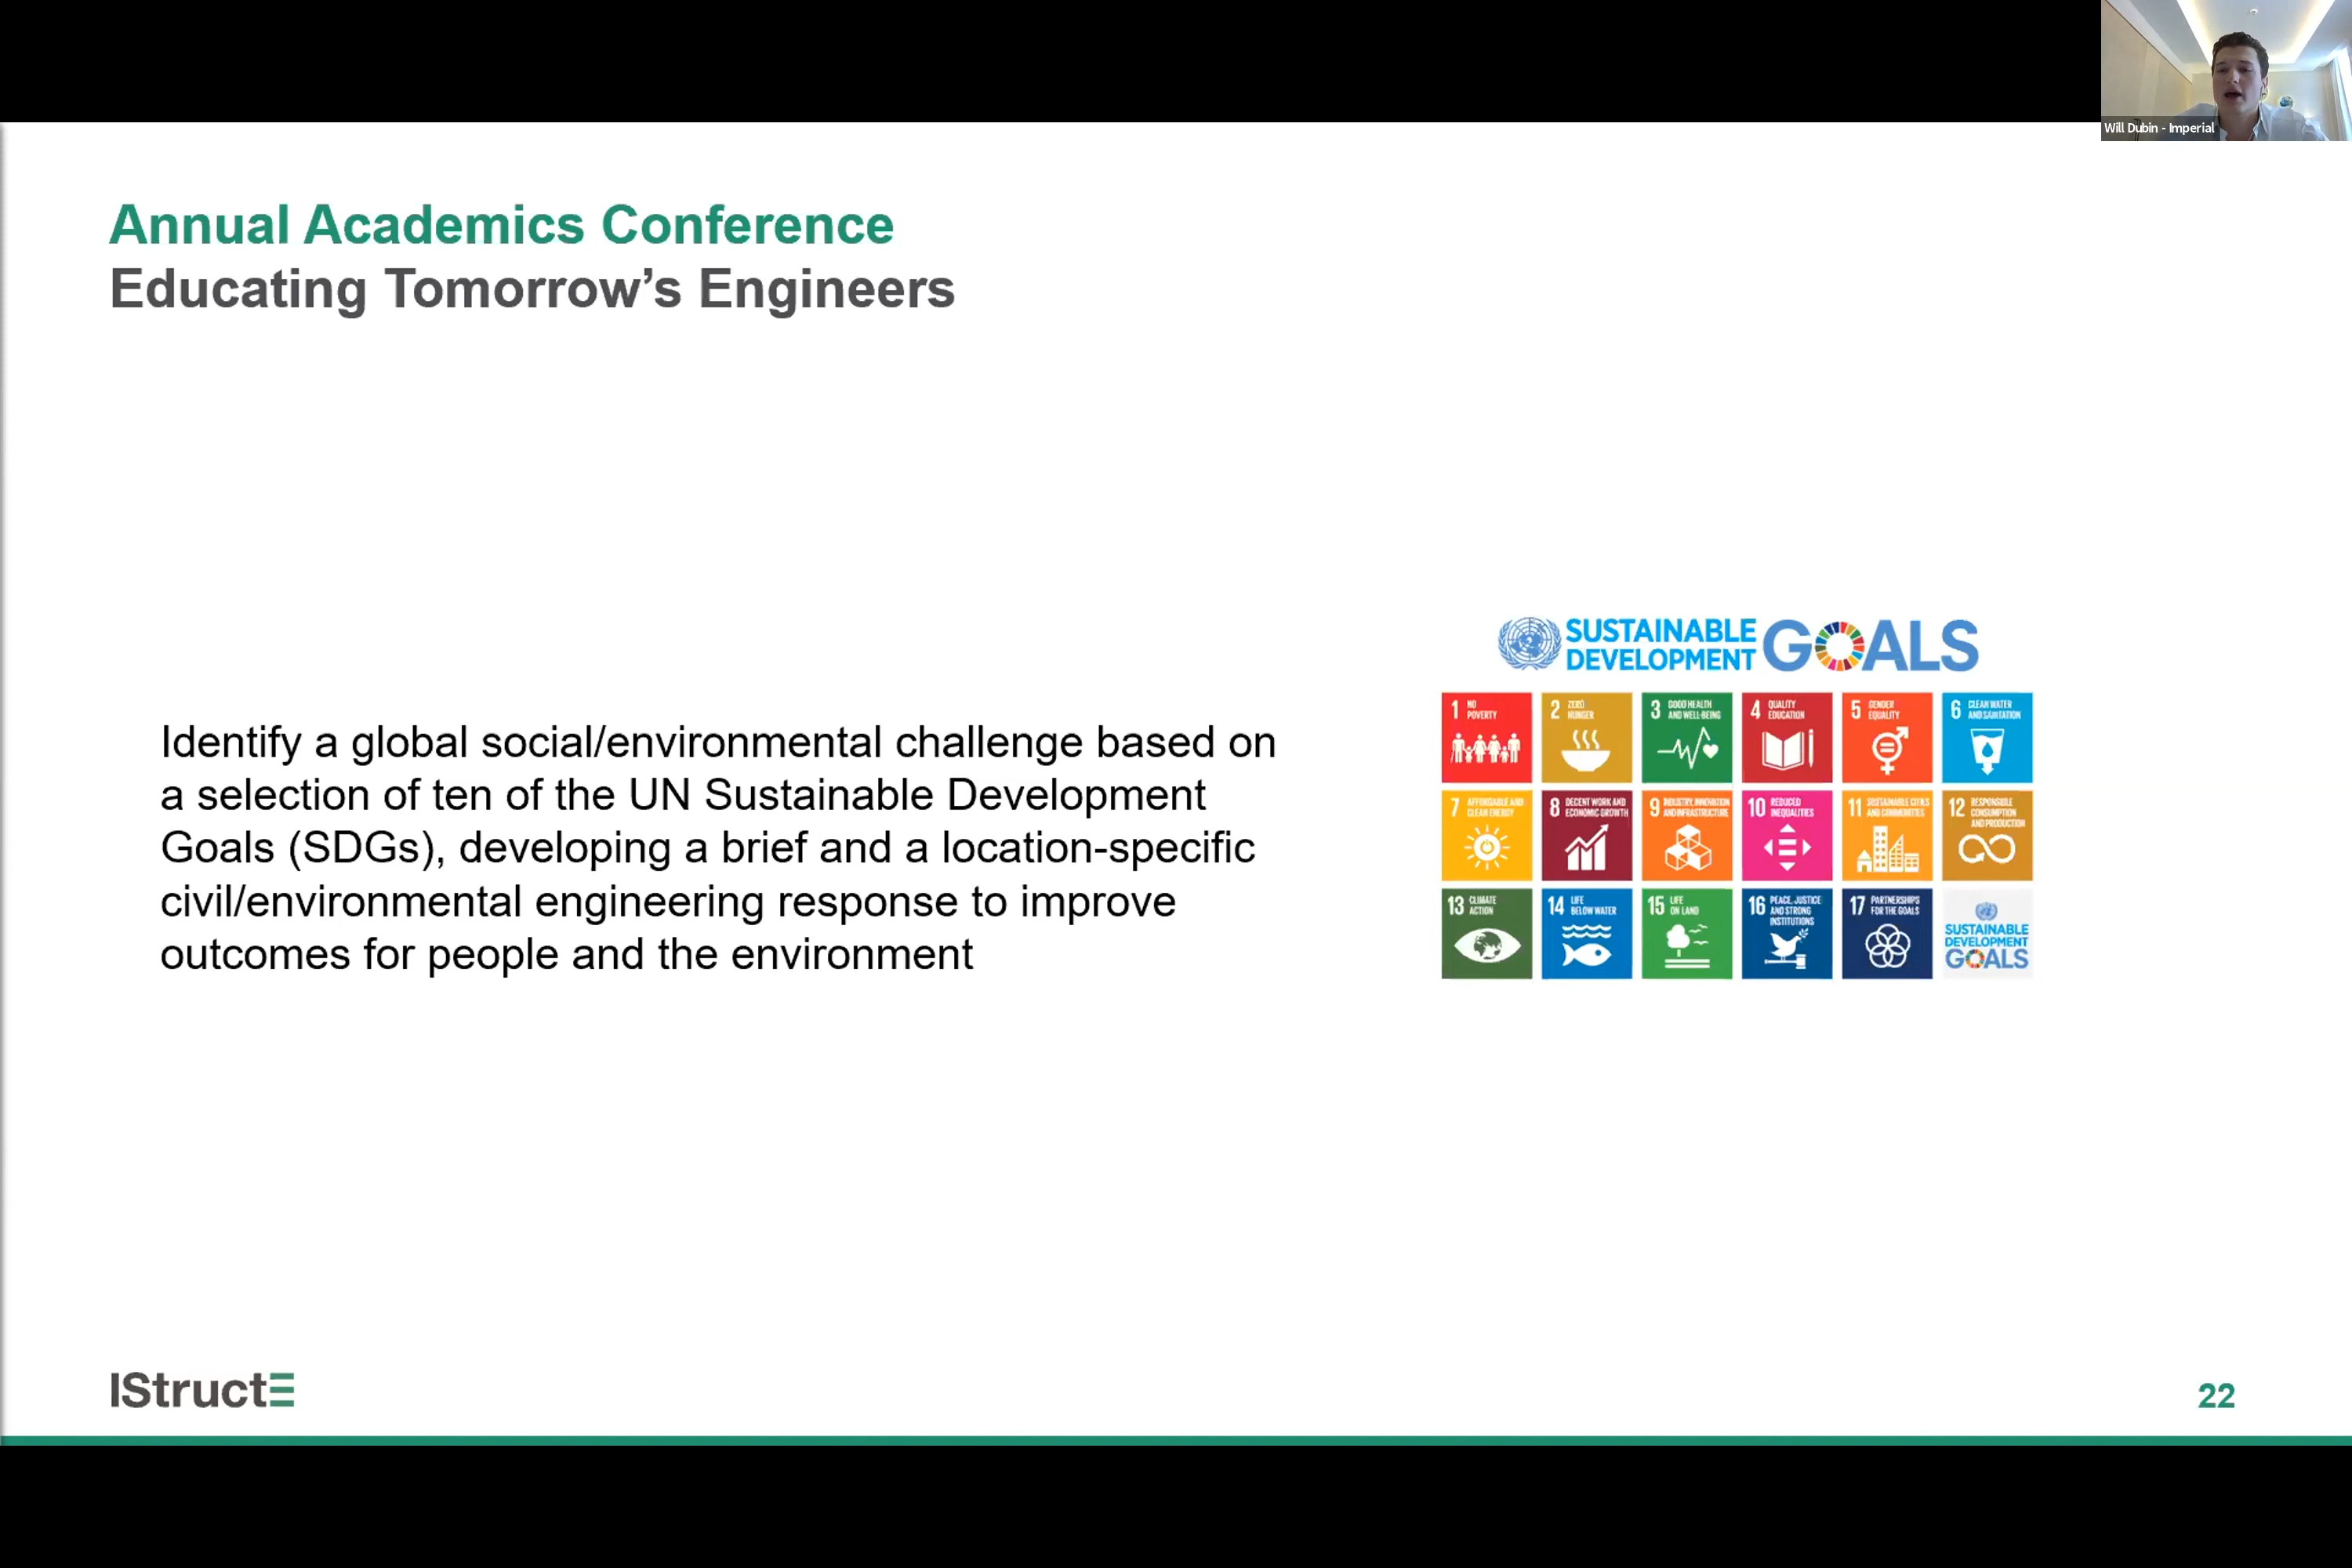 Will Dubin - Imperial
Annual Academics Conference
Educating Tomorrow’s Engineers
Identify a global social/environmental challenge based on
a selection of ten of the UN Sustainable Development
Goals (SDGs), developing a brief and a location-specific
civil/environmental engineering response to improve
outcomes for people and the environment
SUSTAINABLE
DEVELOPMENT
GOALS
1 NO
POVERTY
2 ZERO
HUNGER
3 GOOD HEALTH
AND WELL-BEING
4 QUALITY
EDUCATION
5 GENDER
EQUALITY
6 CLEAN WATER
AND SANITATION
7 AFFORDABLE AND
CLEAN ENERGY
8 DECENT WORK AND
ECONOMIC GROWTH
9 INDUSTRY, INNOVATION
AND INFRASTRUCTURE
10 REDUCED
INEQUALITIES
11 SUSTAINABLE CITIES
AND COMMUNITIES
12 RESPONSIBLE
CONSUMPTION
AND PRODUCTION
13 CLIMATE
ACTION
14 LIFE
BELOW WATER
15 LIFE
ON LAND
16 PEACE, JUSTICE
AND STRONG
INSTITUTIONS
17 PARTNERSHIPS
FOR THE GOALS
SUSTAINABLE
DEVELOPMENT
GOALS
IStructE
22